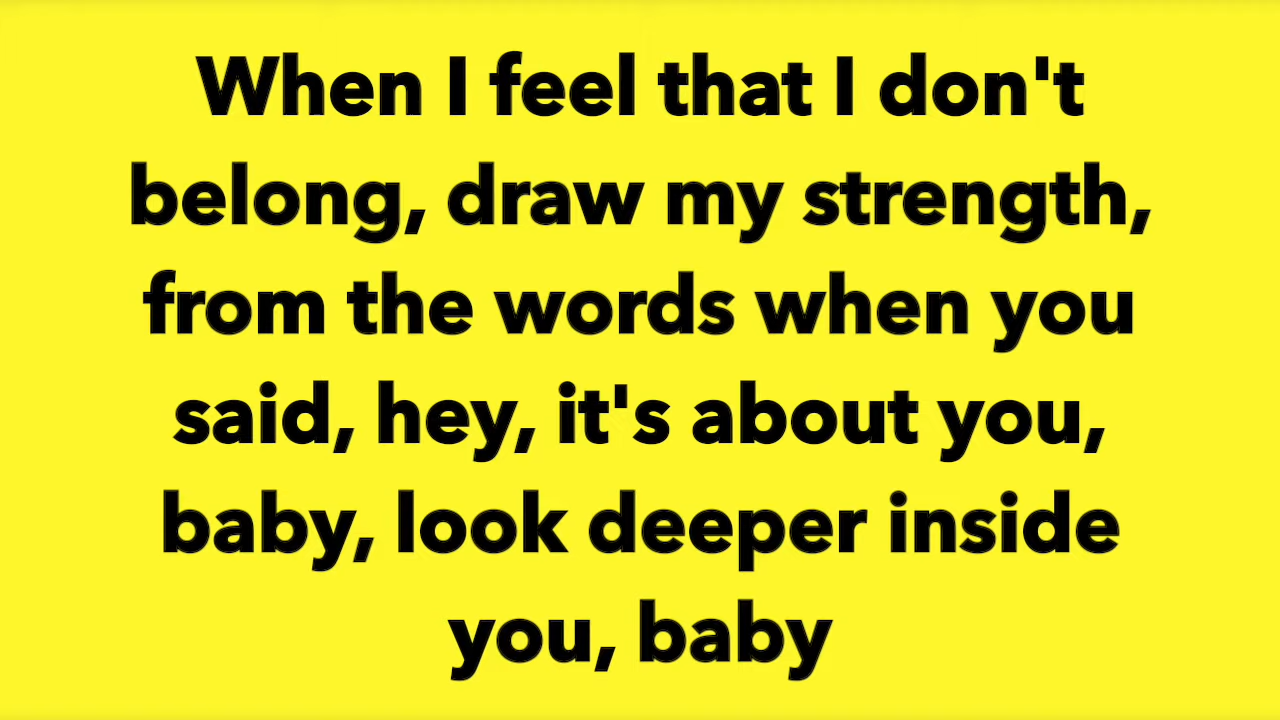 When I feel that I don't
belong, draw my strength,
from the words when you
said, hey, it's about you,
baby, look deeper inside
you, baby